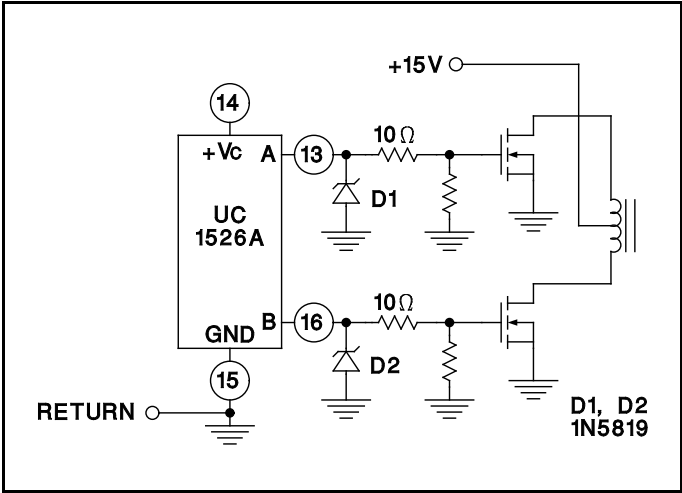 +15V
14
10Ω
+Vc A 13
D1
UC
1526A
10Ω
B 16
GND
D2
15
RETURN
D1, D2
1N5819